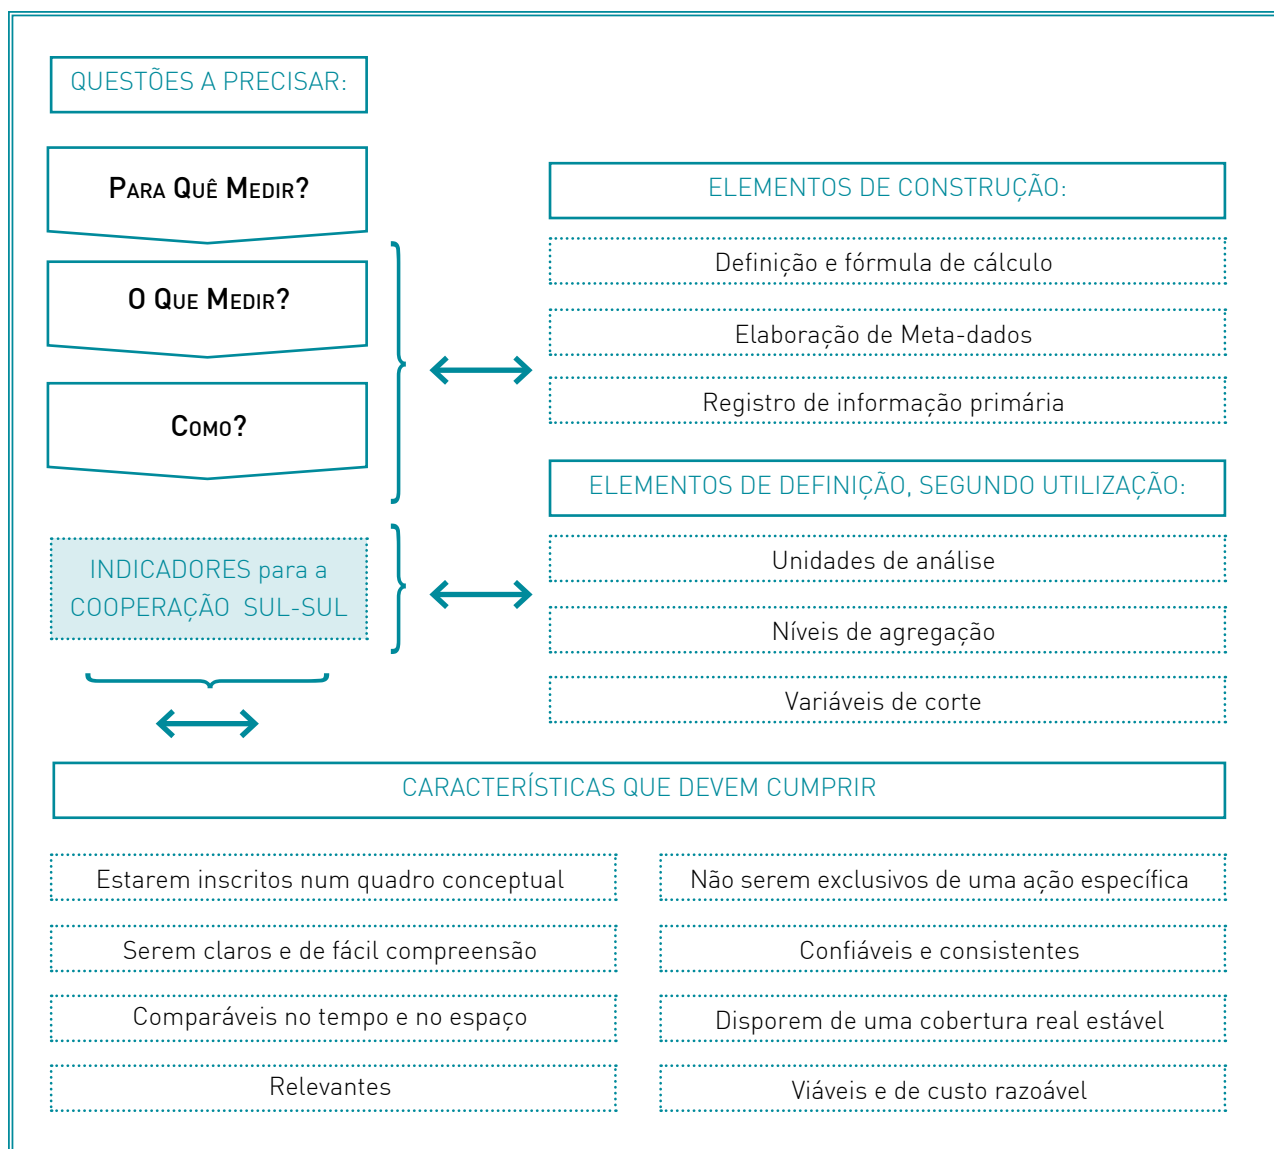 QUESTÕES A PRECISAR:
Para Quê Medir?
O Que Medir?
Como?
INDICADORES para a
COOPERAÇÃO SUL-SUL
ELEMENTOS DE CONSTRUÇÃO:
Definição e fórmula de cálculo
Elaboração de Meta-dados
Registro de informação primária
ELEMENTOS DE DEFINIÇÃO, SEGUNDO UTILIZAÇÃO:
Unidades de análise
Níveis de agregação
Variáveis de corte
CARACTERÍSTICAS QUE DEVEM CUMPRIR
Estarem inscritos num quadro conceptual
Serem claros e de fácil compreensão
Comparáveis no tempo e no espaço
Relevantes
Não serem exclusivos de uma ação específica
Confiáveis e consistentes
Disporem de uma cobertura real estável
Viáveis e de custo razoável